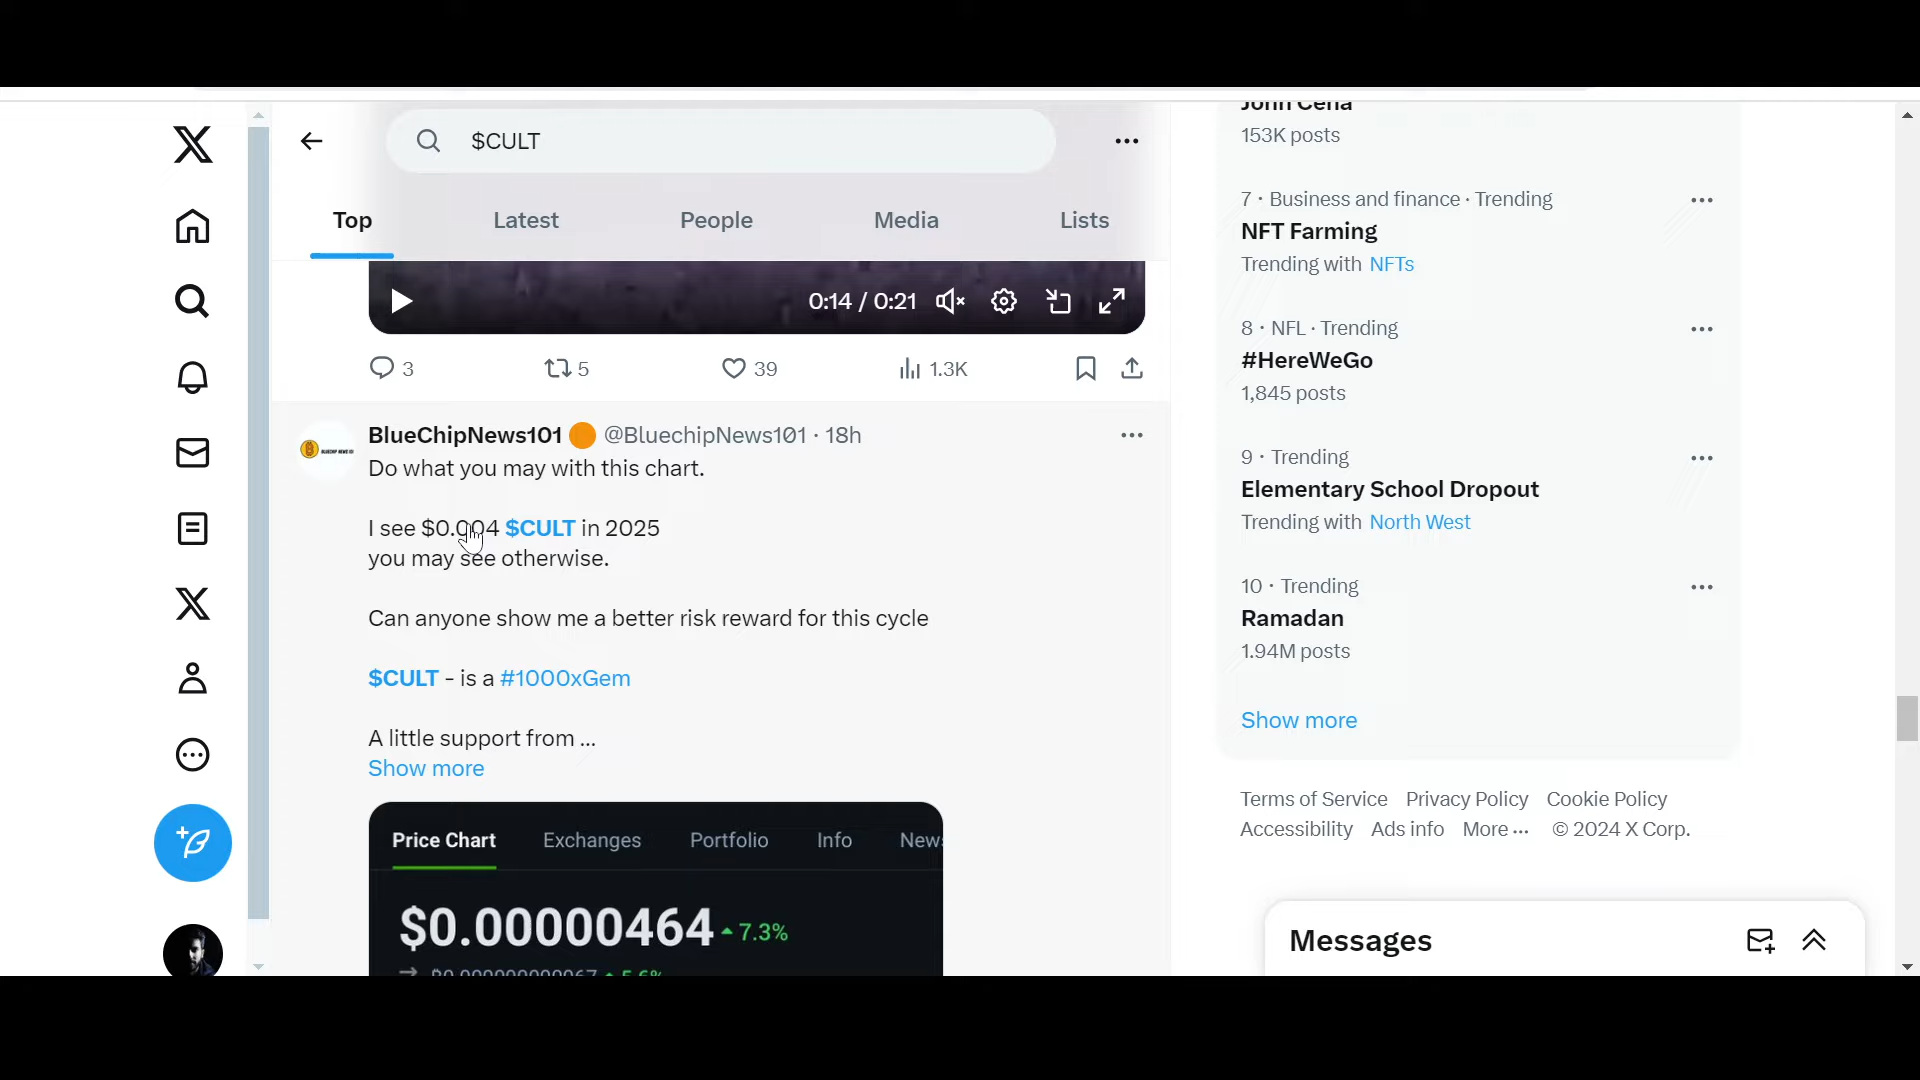 $CULT
Top Latest People Media Lists
0:14 / 0:21
3 5 39 1.3K
BlueChipNews101 @BluechipNews101 · 18h
Do what you may with this chart.
I see $0.004 $CULT in 2025
you may see otherwise.
Can anyone show me a better risk reward for this cycle
$CULT - is a #1000xGem
A little support from ...
Show more
Price Chart Exchanges Portfolio Info News
$0.00000464 7.3%
John Cena
153K posts
7 · Business and finance · Trending
NFT Farming
Trending with NFTs
8 · NFL · Trending
#HereWeGo
1,845 posts
9 · Trending
Elementary School Dropout
Trending with North West
10 · Trending
Ramadan
1.94M posts
Show more
Terms of Service Privacy Policy Cookie Policy
Accessibility Ads info More ··· © 2024 X Corp.
Messages